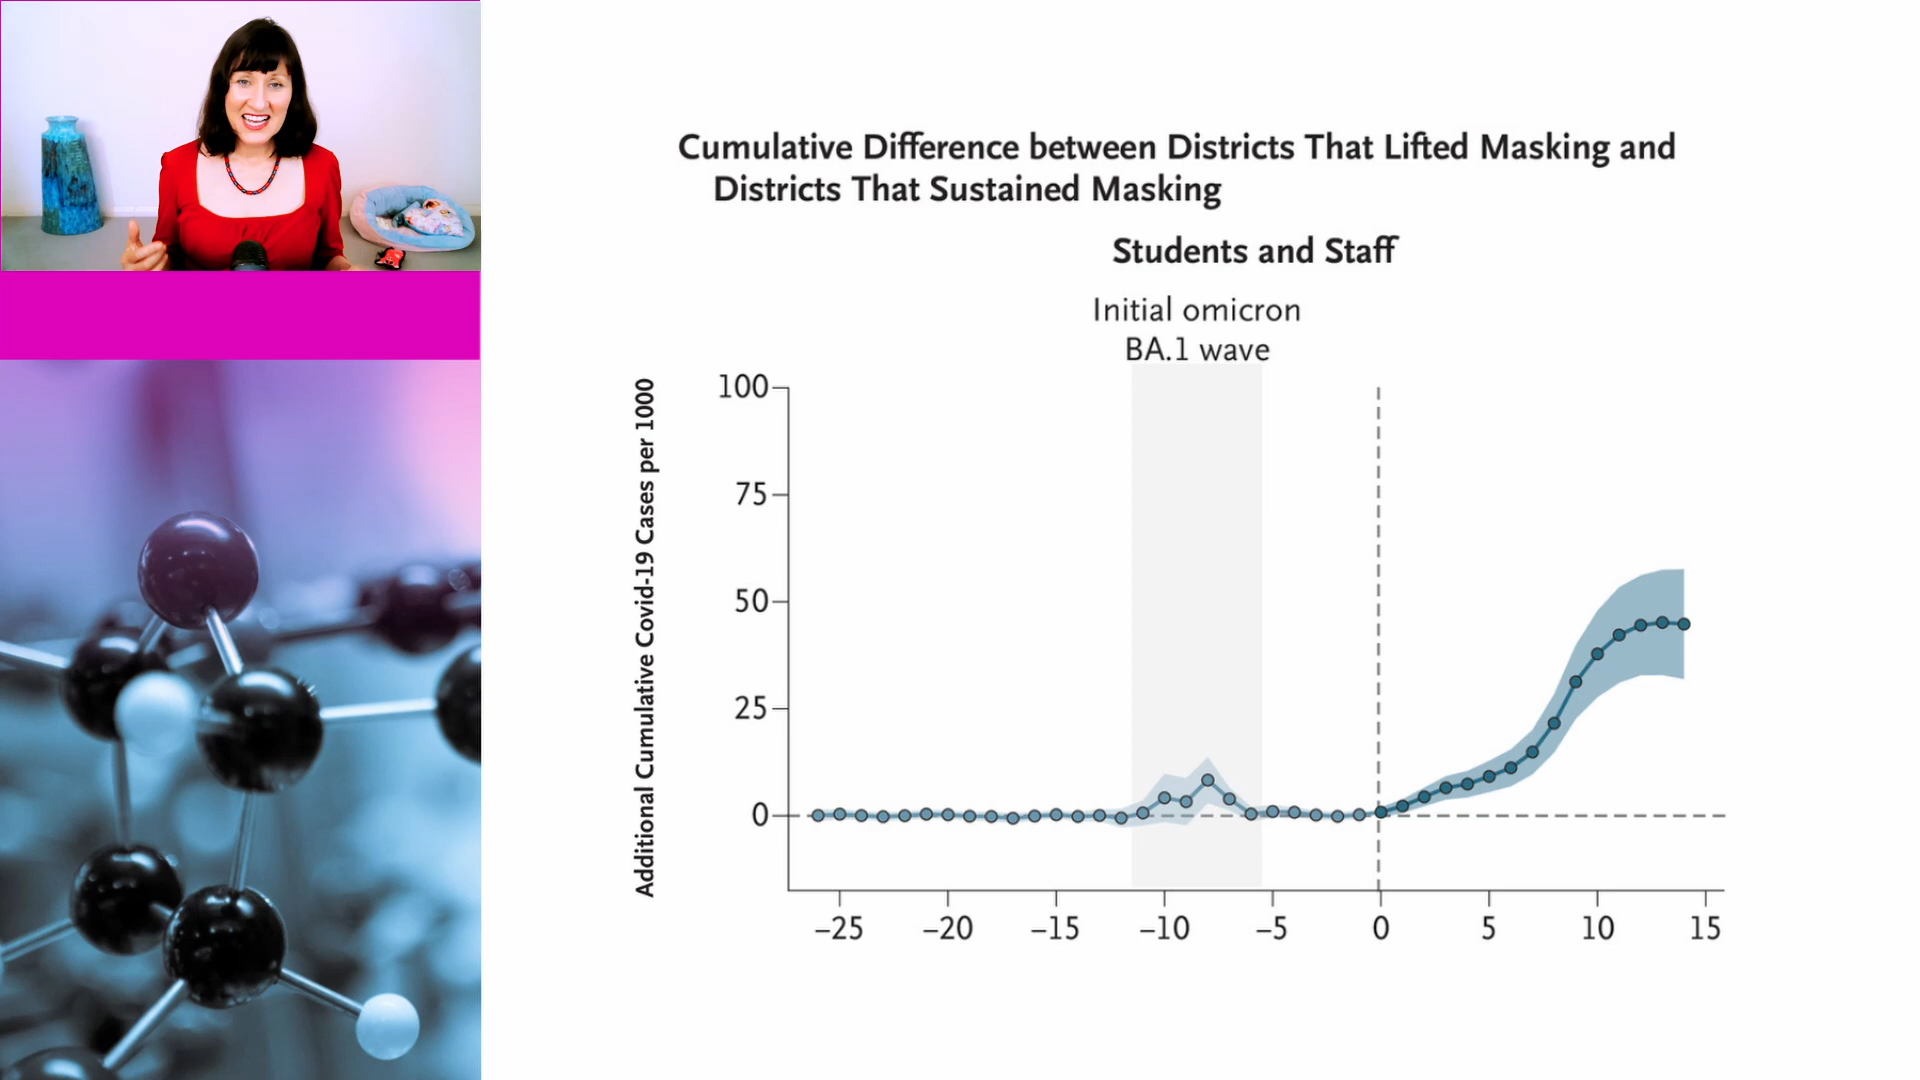 Cumulative Difference between Districts That Lifted Masking and
Districts That Sustained Masking
Students and Staff
Initial omicron
BA.1 wave
Additional Cumulative Covid-19 Cases per 1000
100
75
50
25
0
–25 –20 –15 –10 –5 0 5 10 15